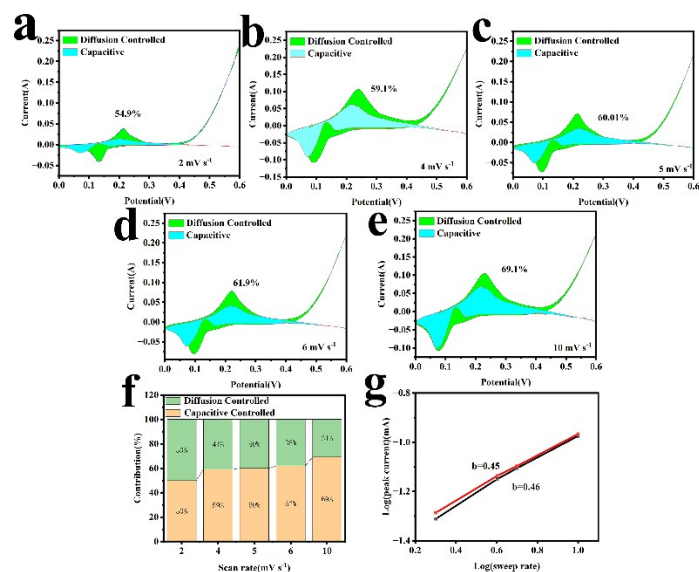 a
Diffusion Controlled
Capacitive
54.9%
2 mV s⁻¹
Current(A)
0.25
0.20
0.15
0.10
0.05
0.00
−0.05
0.0 0.1 0.2 0.3 0.4 0.5 0.6
Potential(V)
b
Diffusion Controlled
Capacitive
59.1%
4 mV s⁻¹
Current(A)
0.25
0.20
0.15
0.10
0.05
0.00
−0.05
−0.10
−0.15
0.0 0.1 0.2 0.3 0.4 0.5 0.6
Potential(V)
c
Diffusion Controlled
Capacitive
60.01%
5 mV s⁻¹
Current(A)
0.25
0.20
0.15
0.10
0.05
0.00
−0.05
0.0 0.1 0.2 0.3 0.4 0.5 0.6
Potential(V)
d
Diffusion Controlled
Capacitive
61.9%
6 mV s⁻¹
Current(A)
0.25
0.20
0.15
0.10
0.05
0.00
−0.05
0.0 0.1 0.2 0.3 0.4 0.5 0.6
Potential(V)
e
Diffusion Controlled
Capacitive
69.1%
10 mV s⁻¹
Current(A)
0.25
0.20
0.15
0.10
0.05
0.00
−0.05
−0.10
0.0 0.1 0.2 0.3 0.4 0.5 0.6
Potential(V)
f
Diffusion Controlled
Capacitive Controlled
Contribution(%)
120
100
80
60
40
20
0
59%
69%
2 4 5 6 10
Scan rate(mV s⁻¹)
g
b=0.45
b=0.46
Log(peak current)(mA)
−0.8
−1.0
−1.2
−1.4
0.2 0.4 0.6 0.8 1.0
Log(sweep rate)